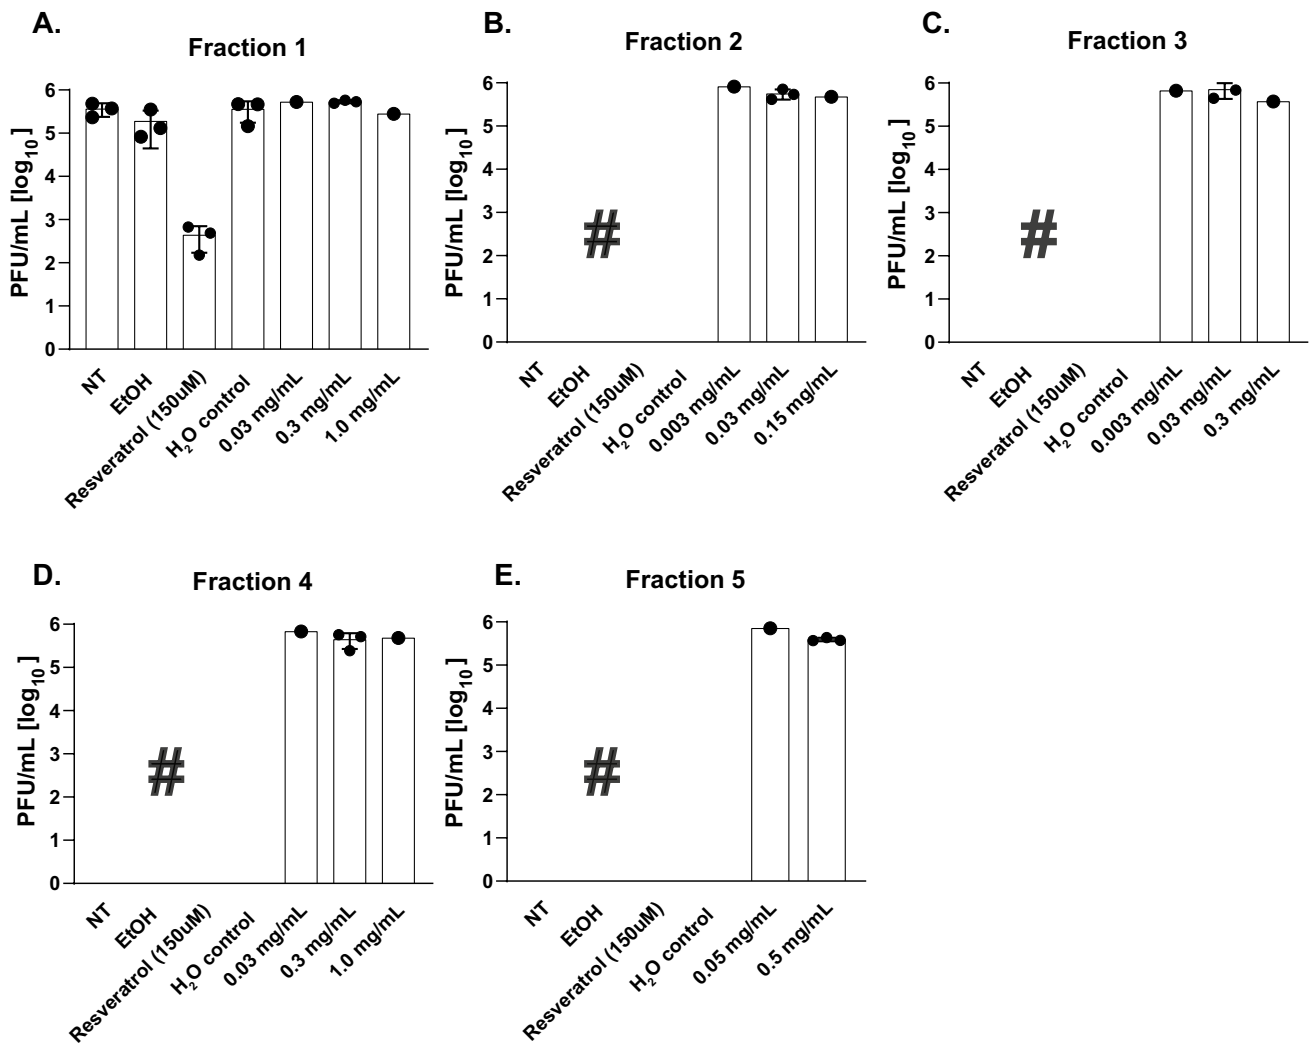 A.
Fraction 1
PFU/mL [log10]
6
5
4
3
2
1
0
NT
EtOH
Resveratrol (150uM)
H2O control
0.03 mg/mL
0.3 mg/mL
1.0 mg/mL
B.
Fraction 2
PFU/mL [log10]
6
5
4
3
2
1
0
#
NT
EtOH
Resveratrol (150uM)
H2O control
0.003 mg/mL
0.03 mg/mL
0.15 mg/mL
C.
Fraction 3
PFU/mL [log10]
6
5
4
3
2
1
0
#
NT
EtOH
Resveratrol (150uM)
H2O control
0.003 mg/mL
0.03 mg/mL
0.3 mg/mL
D.
Fraction 4
PFU/mL [log10]
6
5
4
3
2
1
0
#
NT
EtOH
Resveratrol (150uM)
H2O control
0.03 mg/mL
0.3 mg/mL
1.0 mg/mL
E.
Fraction 5
PFU/mL [log10]
6
5
4
3
2
1
0
#
NT
EtOH
Resveratrol (150uM)
H2O control
0.05 mg/mL
0.5 mg/mL